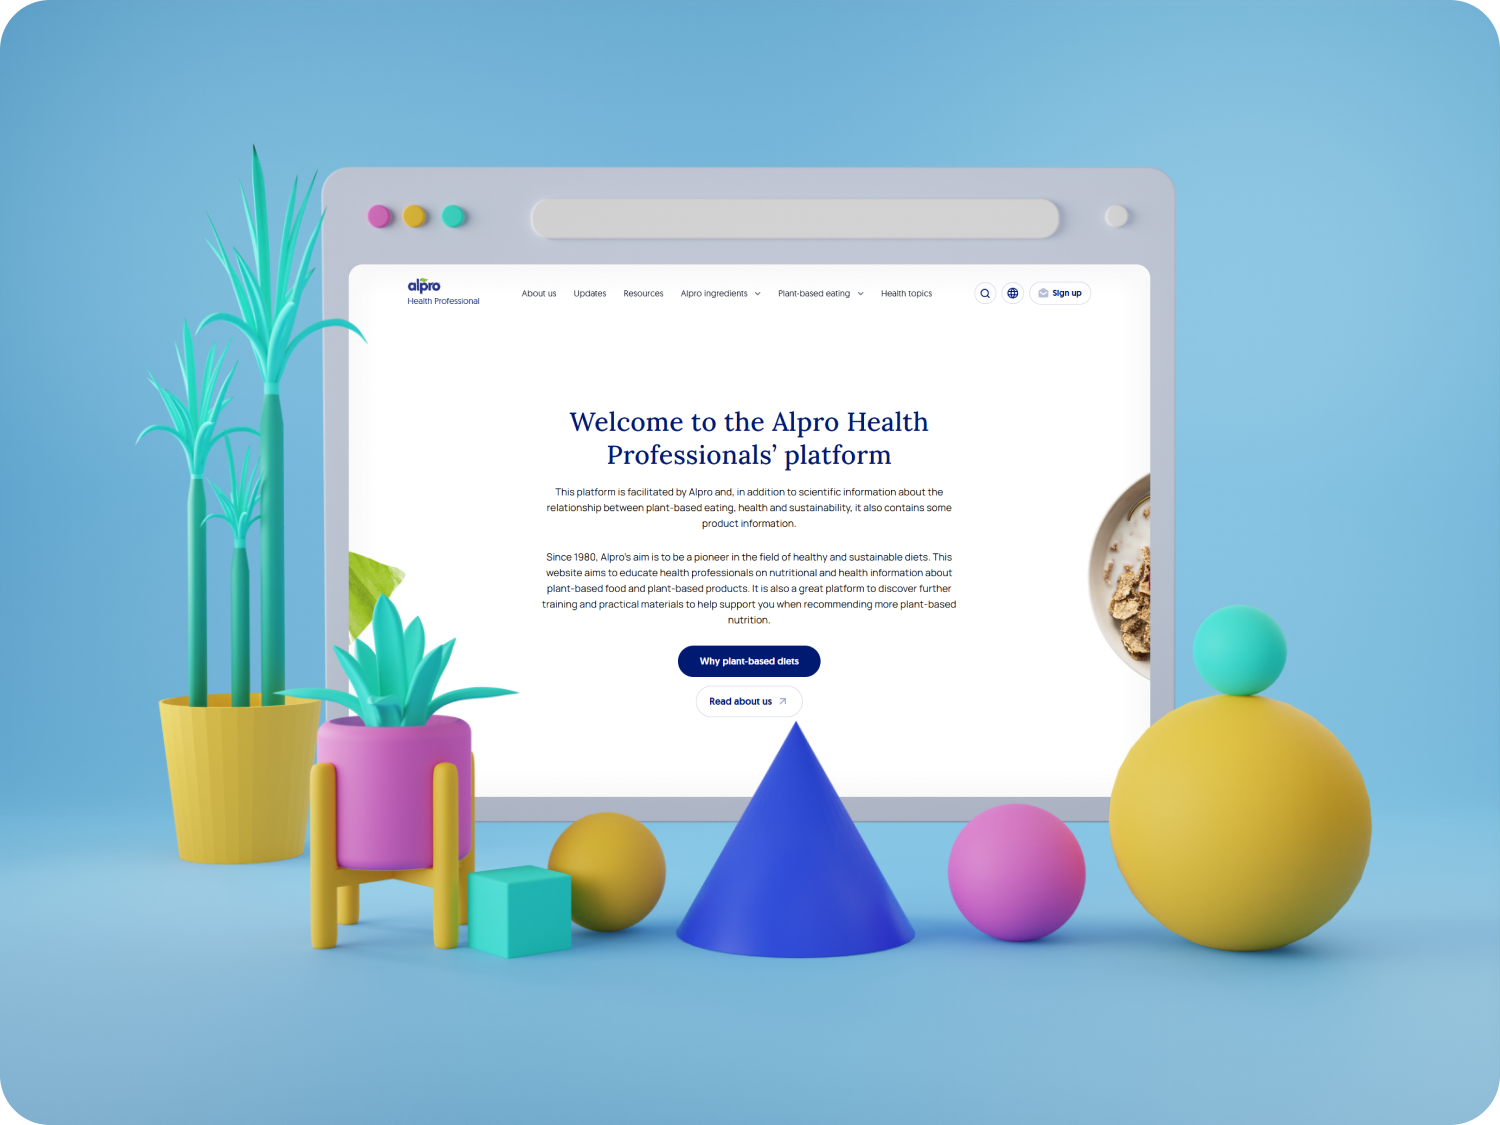 alpro
Health Professional
About us
Updates
Resources
Alpro ingredients
Plant-based eating
Health topics
Sign up
Welcome to the Alpro Health
Professionals’ platform
This platform is facilitated by Alpro and, in addition to scientific information about the
relationship between plant-based eating, health and sustainability, it also contains some
product information.
Since 1980, Alpro's aim is to be a pioneer in the field of healthy and sustainable diets. This
website aims to educate health professionals on nutritional and health information about
plant-based food and plant-based products. It is also a great platform to discover further
training and practical materials to help support you when recommending more plant-based
nutrition.
Why plant-based diets
Read about us